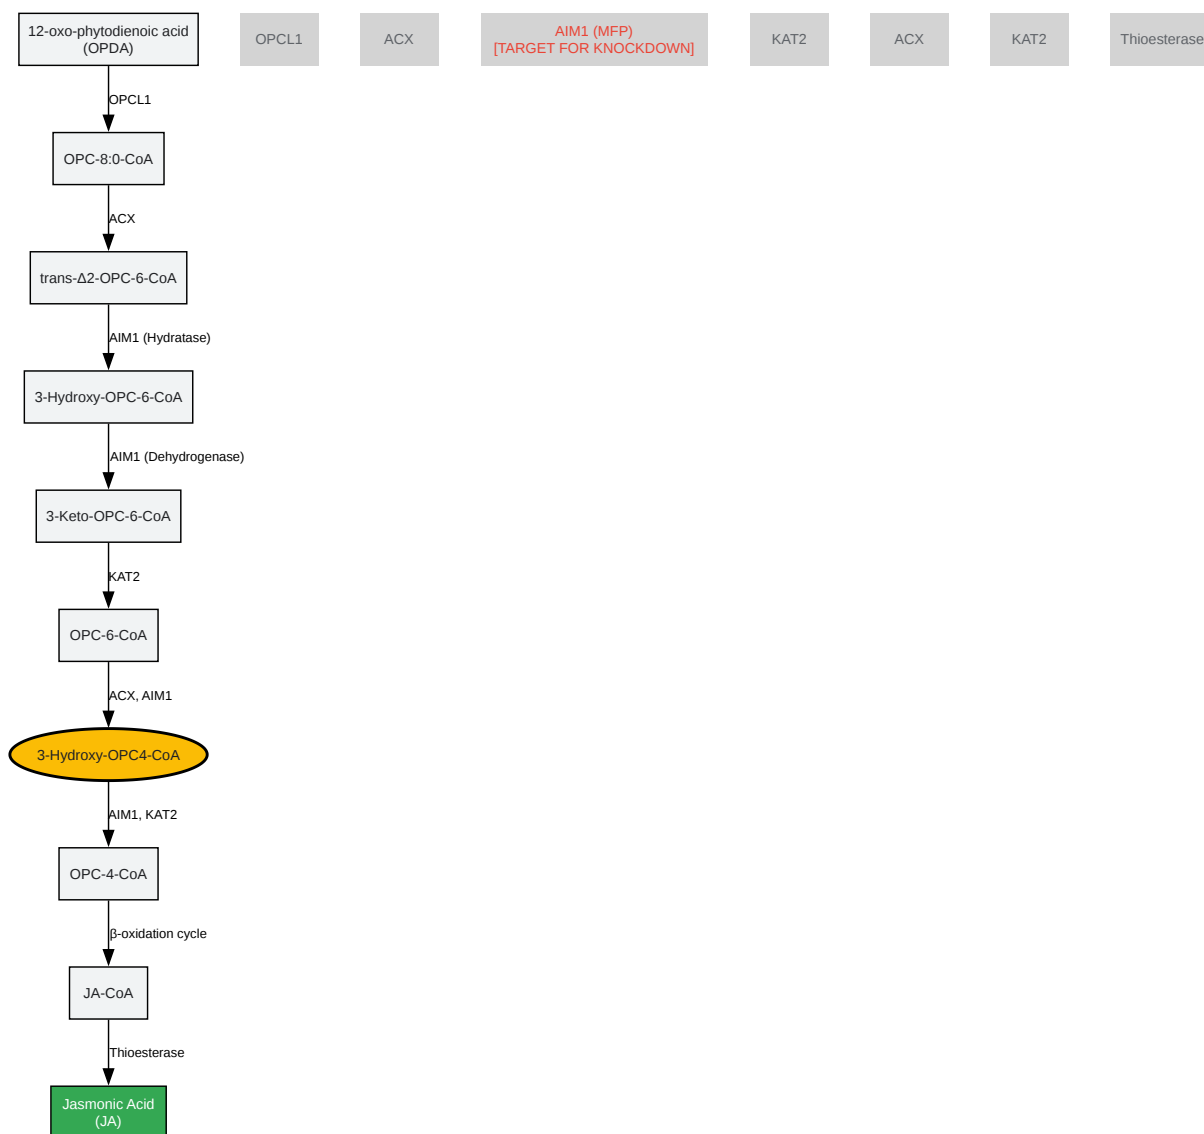 12-oxo-phytodienoic acid
(OPDA)
OPCL1
ACX
AIM1 (MFP)
[TARGET FOR KNOCKDOWN]
KAT2
ACX
KAT2
Thioesterase
OPCL1
OPC-8:0-CoA
ACX
trans-Δ2-OPC-6-CoA
AIM1 (Hydratase)
3-Hydroxy-OPC-6-CoA
AIM1 (Dehydrogenase)
3-Keto-OPC-6-CoA
KAT2
OPC-6-CoA
ACX, AIM1
3-Hydroxy-OPC4-CoA
AIM1, KAT2
OPC-4-CoA
β-oxidation cycle
JA-CoA
Thioesterase
Jasmonic Acid
(JA)